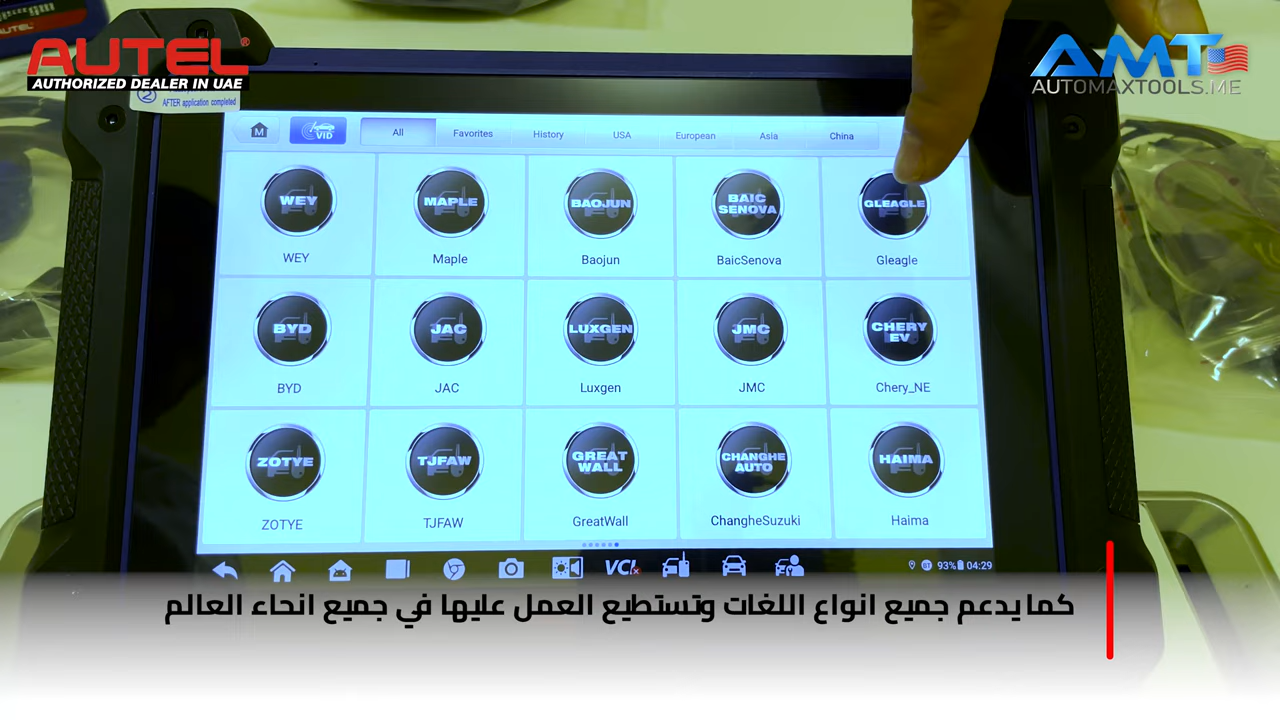 AUTEL
AUTEL®
AUTHORIZED DEALER IN UAE
AMT
AUTOMAXTOOLS.ME
AFTER application completed
M
VID
All
Favorites
History
USA
European
Asia
China
WEY
MAPLE
BAOJUN
BAIC SENOVA
GLEAGLE
WEY
Maple
Baojun
BaicSenova
Gleagle
BYD
JAC
LUXGEN
JMC
CHERY EV
BYD
JAC
Luxgen
JMC
Chery_NE
ZOTYE
TJFAW
GREAT WALL
CHANGHE AUTO
HAIMA
ZOTYE
TJFAW
GreatWall
ChangheSuzuki
Haima
VCI
BT 93% 04:29
كما يدعم جميع انواع اللغات وتستطيع العمل عليها في جميع انحاء العالم